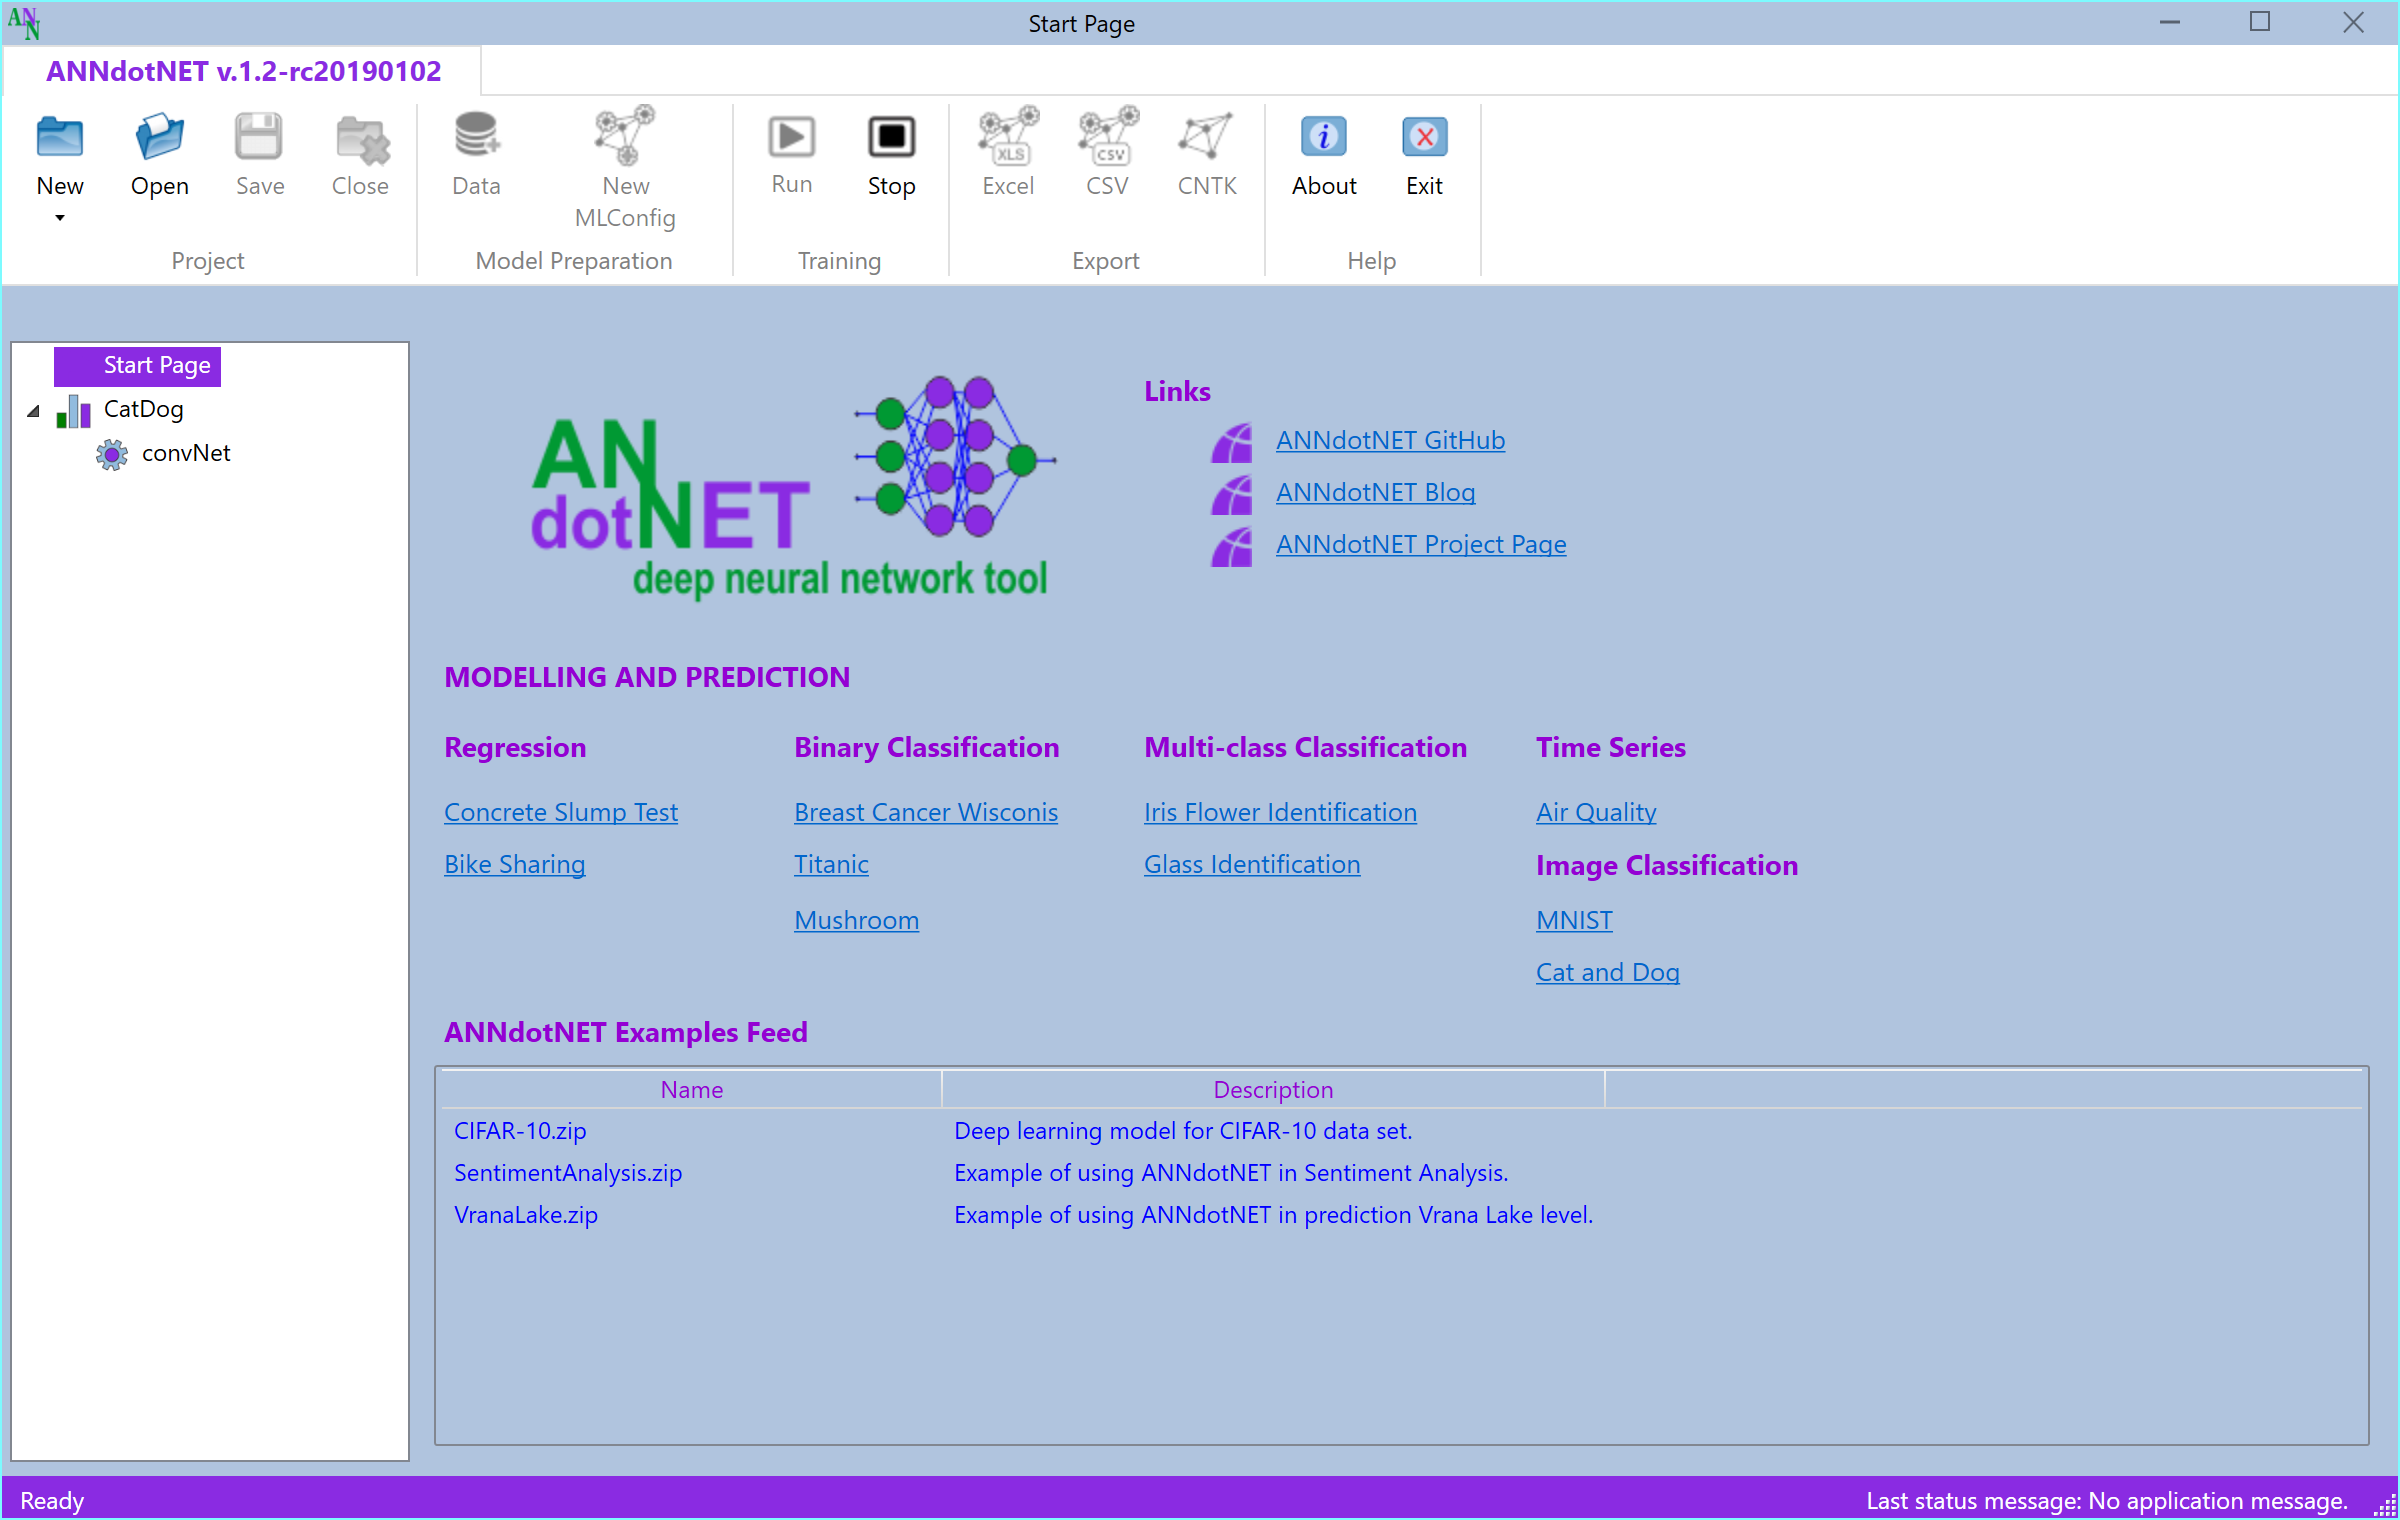 ANN
Start Page
ANNdotNET v.1.2-rc20190102
New
Open
Save
Close
Project
Data
New
MLConfig
Model Preparation
Run
Stop
Training
XLS
Excel
CSV
CSV
CNTK
Export
i
About
Exit
Help
Start Page
CatDog
convNet
ANN
dotNET
deep neural network tool
Links
ANNdotNET GitHub
ANNdotNET Blog
ANNdotNET Project Page
MODELLING AND PREDICTION
Regression
Concrete Slump Test
Bike Sharing
Binary Classification
Breast Cancer Wisconis
Titanic
Mushroom
Multi-class Classification
Iris Flower Identification
Glass Identification
Time Series
Air Quality
Image Classification
MNIST
Cat and Dog
ANNdotNET Examples Feed
Name Description
CIFAR-10.zip Deep learning model for CIFAR-10 data set.
SentimentAnalysis.zip Example of using ANNdotNET in Sentiment Analysis.
VranaLake.zip Example of using ANNdotNET in prediction Vrana Lake level.
Ready
Last status message: No application message.